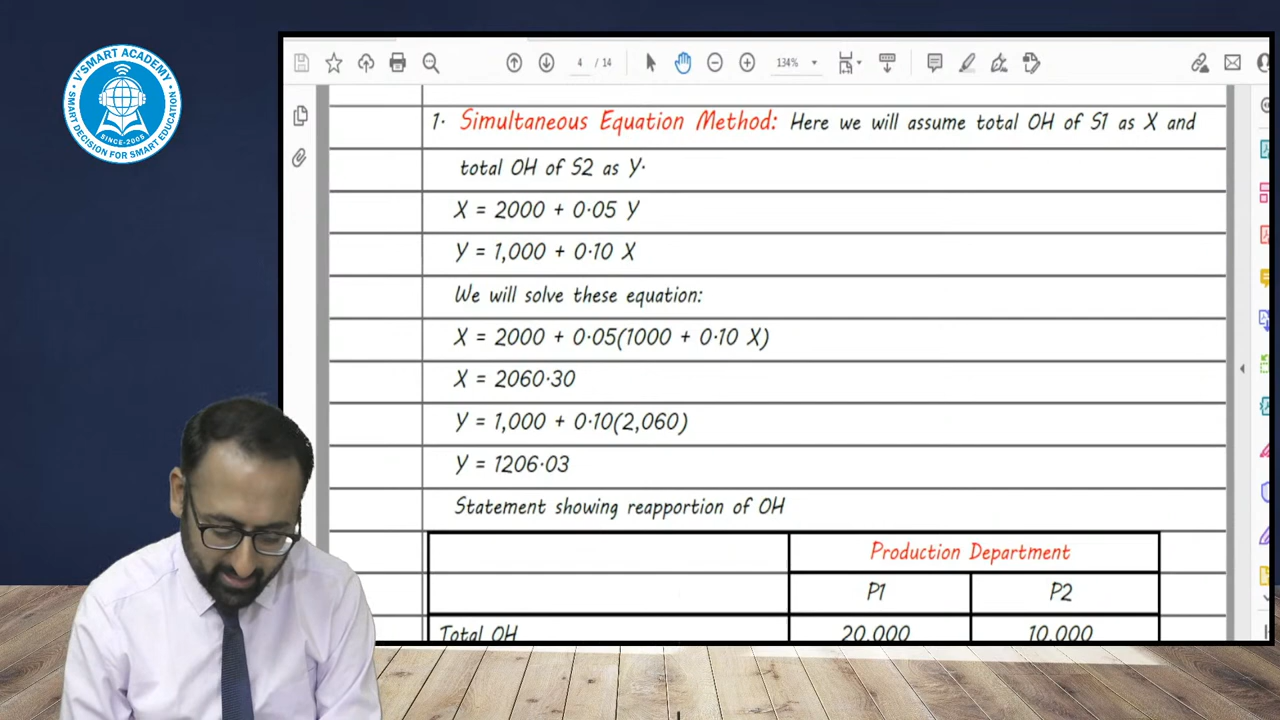 V'SMART ACADEMY
SMART DECISION FOR SMART EDUCATION
SINCE-2005
4 / 14
134%
1· Simultaneous Equation Method: Here we will assume total OH of S1 as X and
total OH of S2 as Y·
X = 2000 + 0·05 Y
Y = 1,000 + 0·10 X
We will solve these equation:
X = 2000 + 0·05(1000 + 0·10 X)
X = 2060·30
Y = 1,000 + 0·10(2,060)
Y = 1206·03
Statement showing reapportion of OH
Production Department
P1 P2
Total OH 20,000 10,000